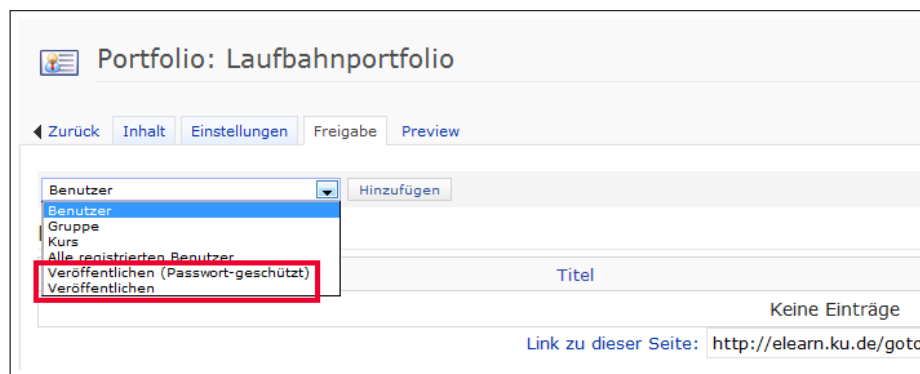 Portfolio: Laufbahnportfolio
Zurück Inhalt Einstellungen Freigabe Preview
Benutzer Hinzufügen
Benutzer
Gruppe
Kurs
Alle registrierten Benutzer
Veröffentlichen (Passwort-geschützt)
Veröffentlichen
Titel
Keine Einträge
Link zu dieser Seite: http://elearn.ku.de/goto